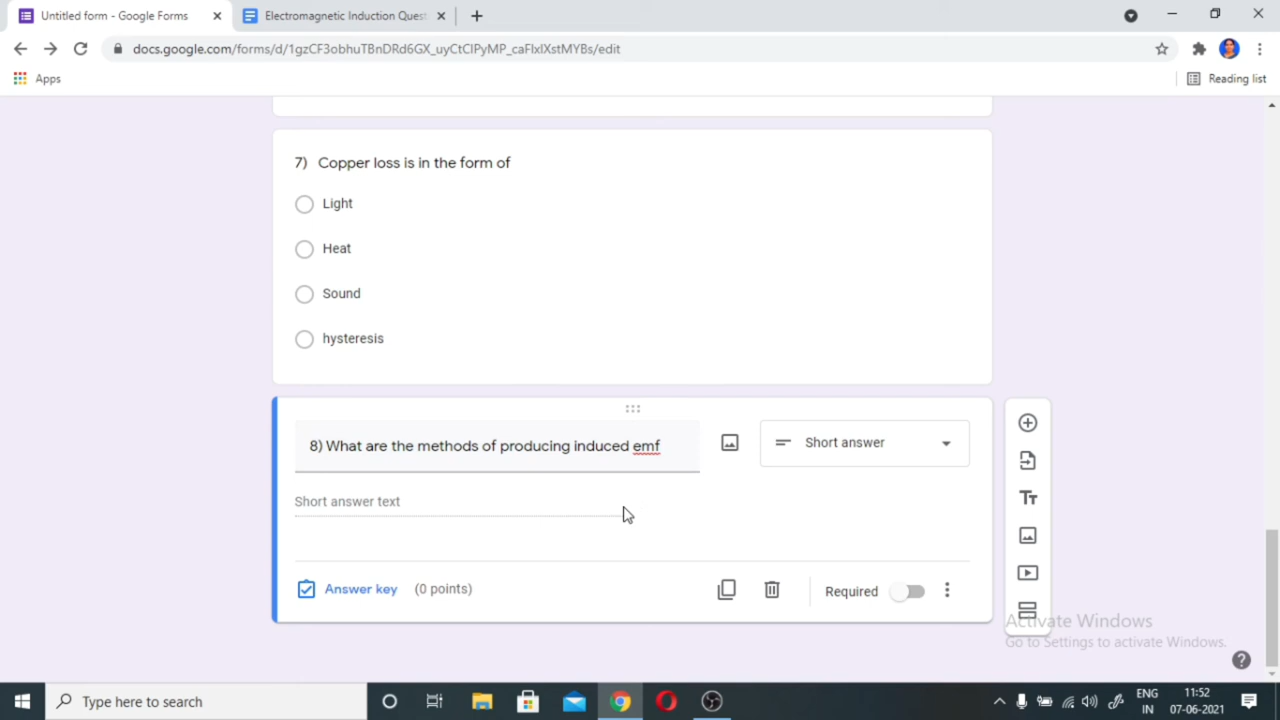 Untitled form - Google Forms
Electromagnetic Induction Quest
docs.google.com/forms/d/1gzCF3obhuTBnDRd6GX_uyCtClPyMP_caFlxlXstMYBs/edit
Apps
Reading list
7) Copper loss is in the form of
Light
Heat
Sound
hysteresis
8) What are the methods of producing induced emf
Short answer
Short answer text
Answer key (0 points)
Required
Activate Windows
Go to Settings to activate Windows.
Type here to search
ENG
IN
11:52
07-06-2021